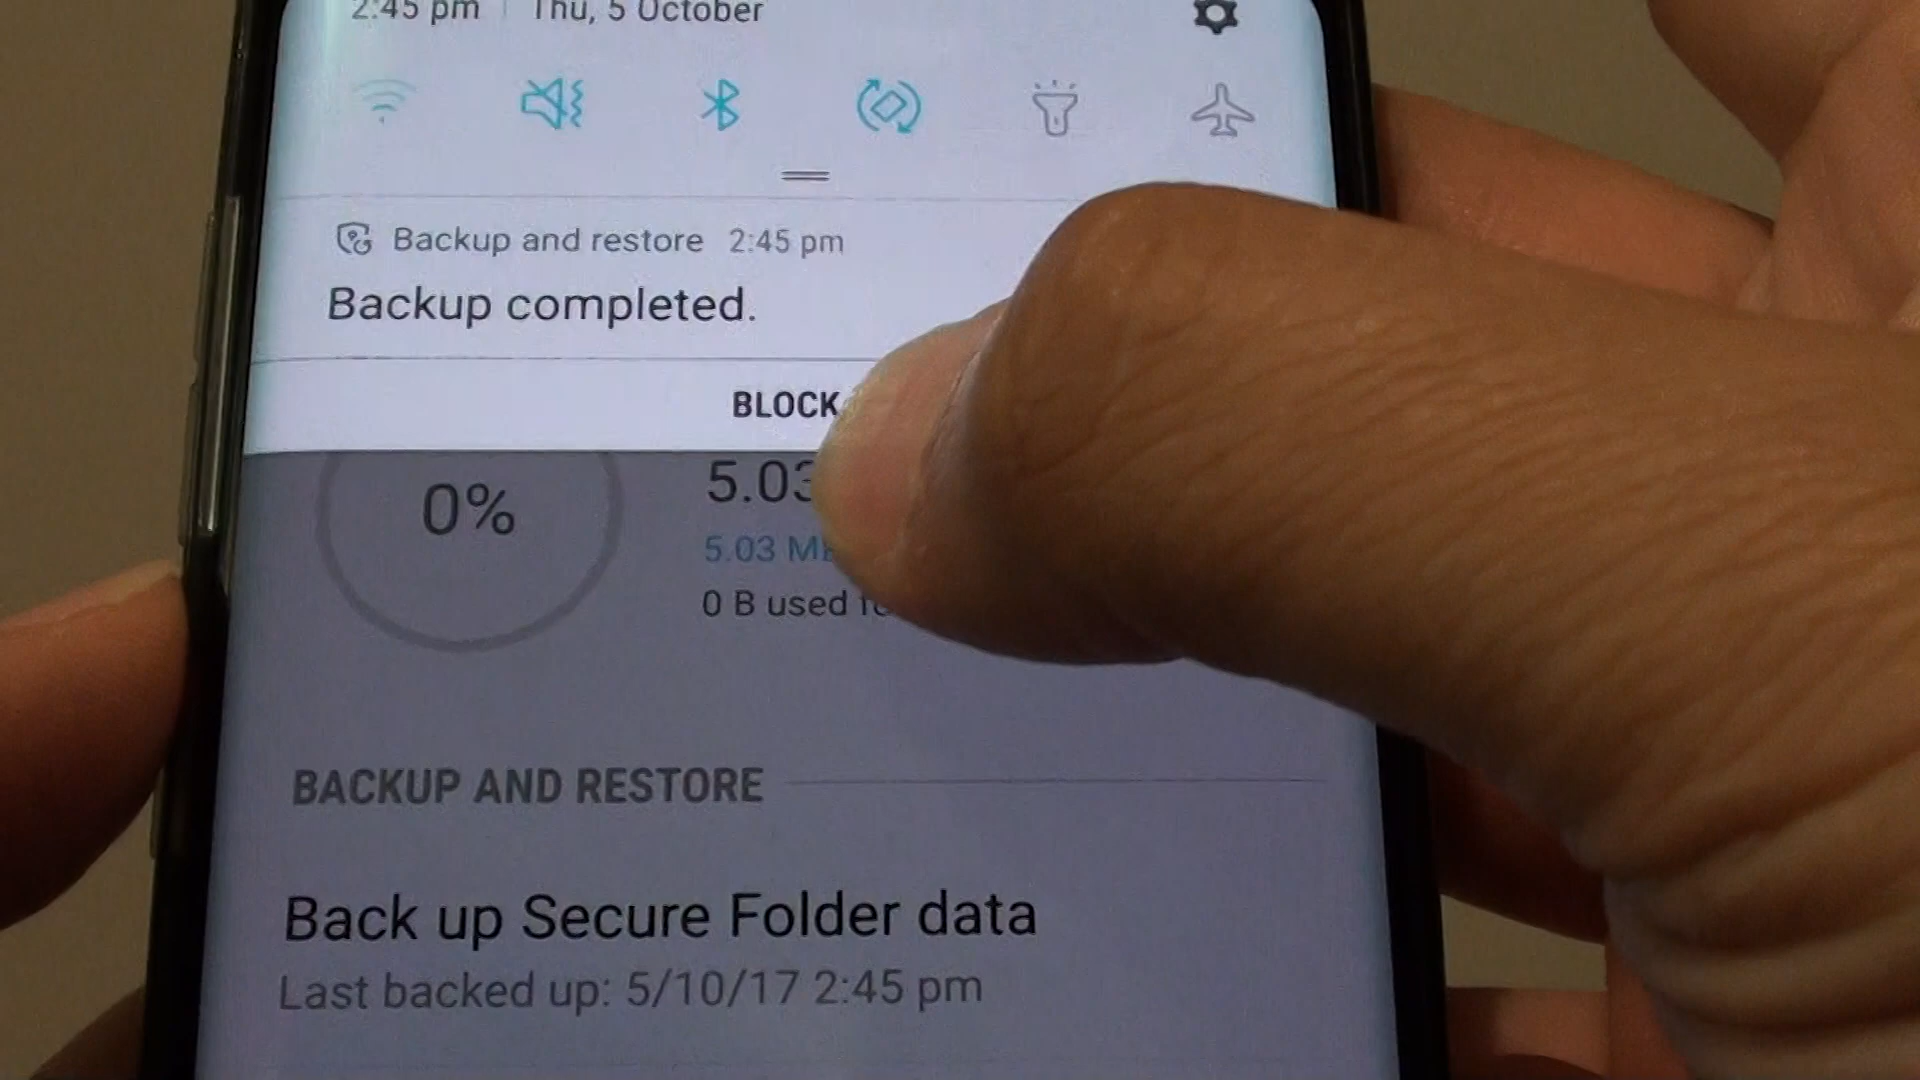 2:45 pm | Thu, 5 October
Backup and restore 2:45 pm
Backup completed.
BLOCK
0%
5.03
5.03 MB
0 B used
BACKUP AND RESTORE
Back up Secure Folder data
Last backed up: 5/10/17 2:45 pm